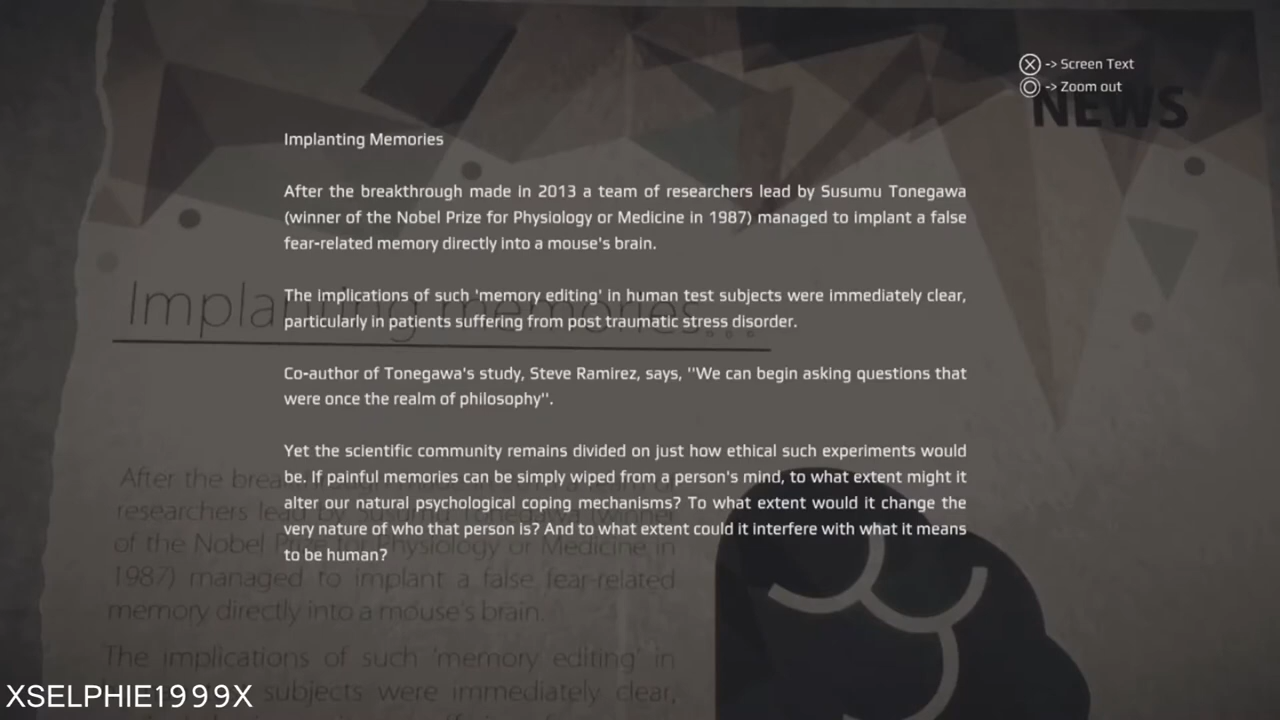 ⊗ -> Screen Text
◯ -> Zoom out
NEWS
Implanting Memories
After the breakthrough made in 2013 a team of researchers lead by Susumu Tonegawa
(winner of the Nobel Prize for Physiology or Medicine in 1987) managed to implant a false
fear-related memory directly into a mouse's brain.
The implications of such 'memory editing' in human test subjects were immediately clear,
particularly in patients suffering from post traumatic stress disorder.
Co-author of Tonegawa's study, Steve Ramirez, says, ''We can begin asking questions that
were once the realm of philosophy''.
Yet the scientific community remains divided on just how ethical such experiments would
be. If painful memories can be simply wiped from a person's mind, to what extent might it
alter our natural psychological coping mechanisms? To what extent would it change the
very nature of who that person is? And to what extent could it interfere with what it means
to be human?
Implanting memories...
After the brea
researchers lead by Susumu Tonegawa (winner
of the Nobel Prize for Physiology or Medicine in
1987) managed to implant a false fear-related
memory directly into a mouse's brain.
The implications of such 'memory editing' in
subjects were immediately clear,
XSELPHIE1999X